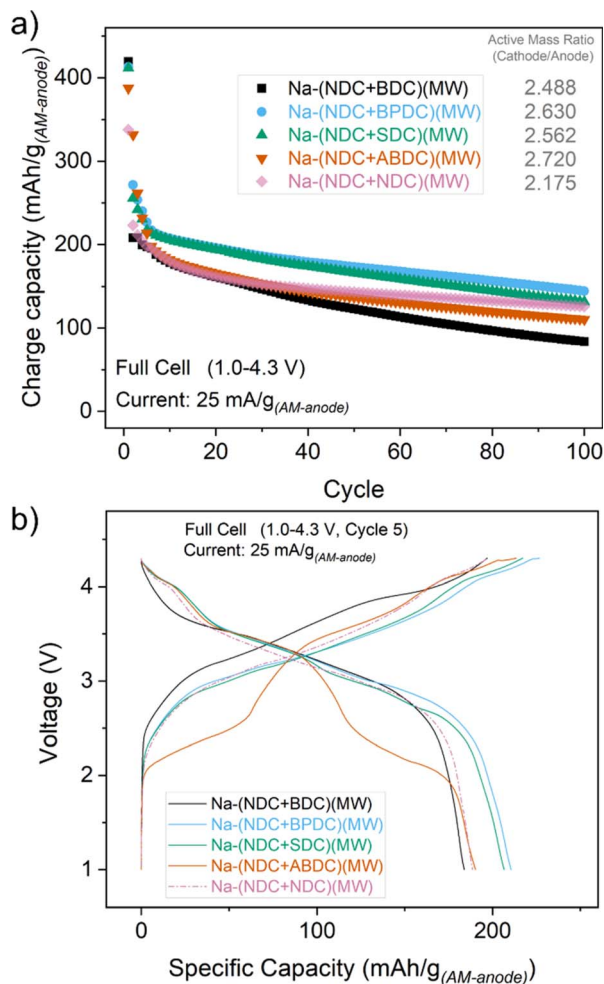 a)
Active Mass Ratio
(Cathode/Anode)
Na-(NDC+BDC)(MW) 2.488
Na-(NDC+BPDC)(MW) 2.630
Na-(NDC+SDC)(MW) 2.562
Na-(NDC+ABDC)(MW) 2.720
Na-(NDC+NDC)(MW) 2.175
Charge capacity (mAh/g(AM-anode))
400
300
200
100
0
Full Cell (1.0-4.3 V)
Current: 25 mA/g(AM-anode)
0 20 40 60 80 100
Cycle
b)
Full Cell (1.0-4.3 V, Cycle 5)
Current: 25 mA/g(AM-anode)
Voltage (V)
4
3
2
1
Na-(NDC+BDC)(MW)
Na-(NDC+BPDC)(MW)
Na-(NDC+SDC)(MW)
Na-(NDC+ABDC)(MW)
Na-(NDC+NDC)(MW)
0 100 200
Specific Capacity (mAh/g(AM-anode))